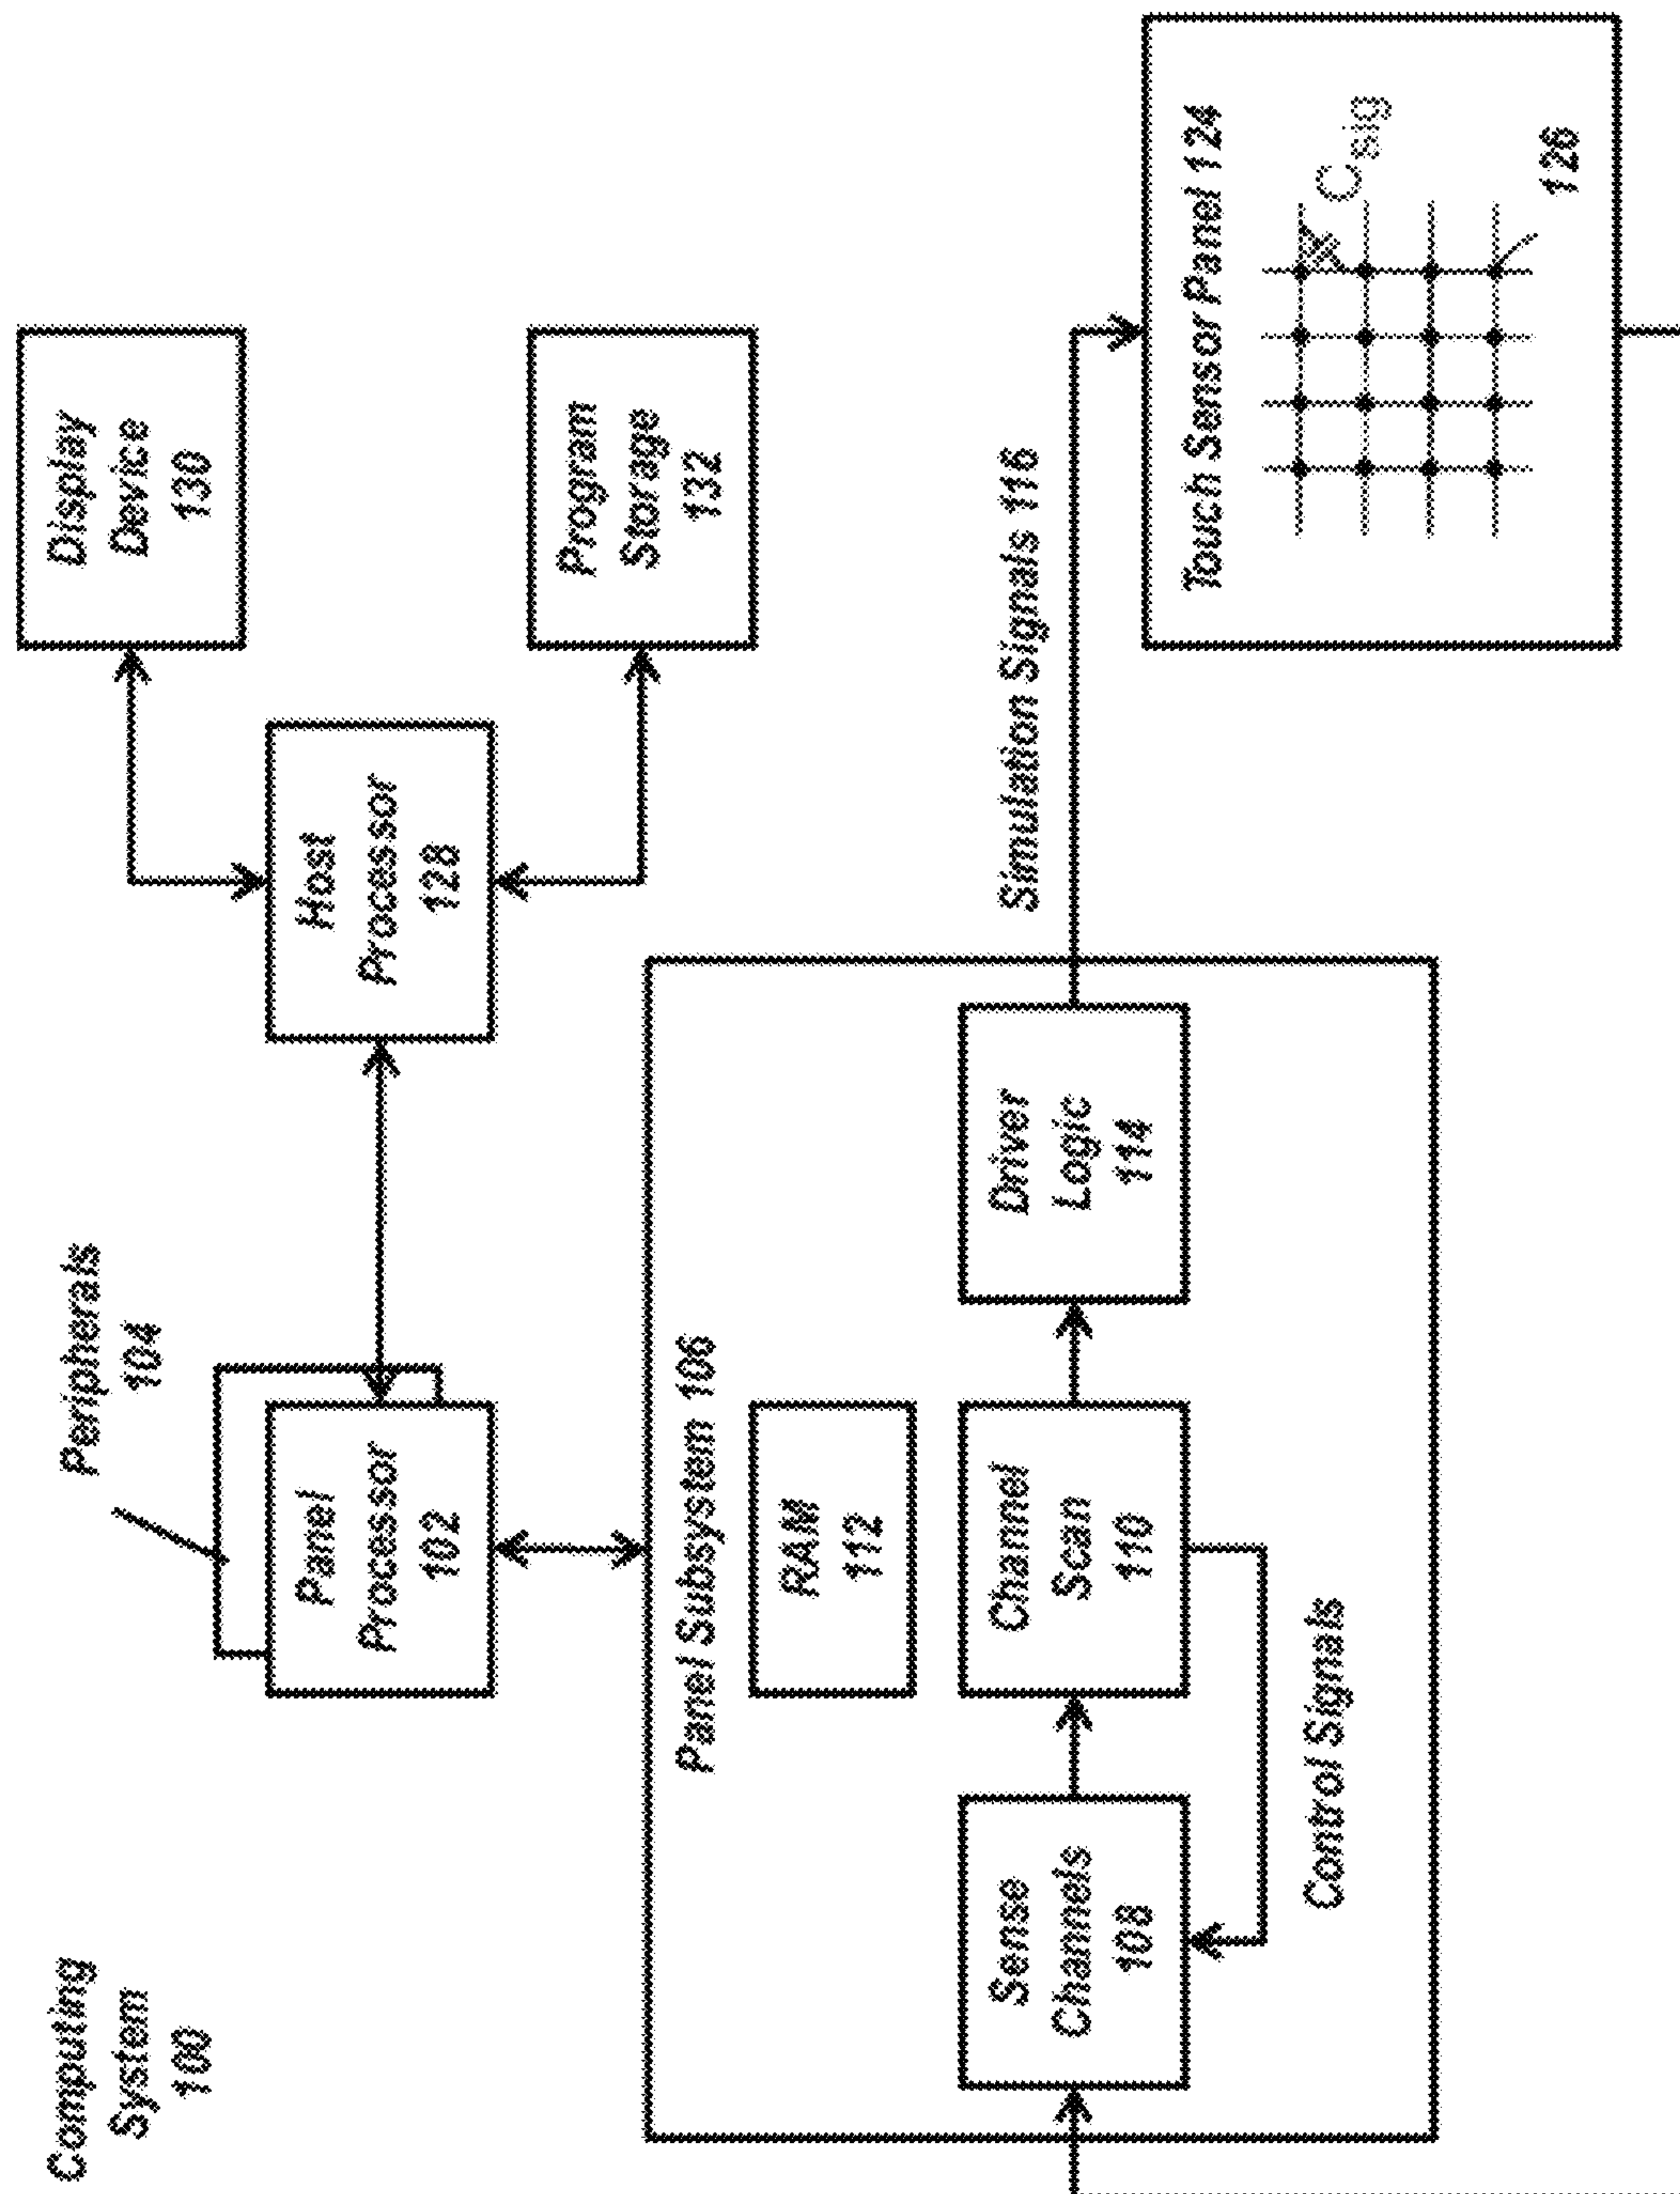 Computing
System
100
Peripherals
104
Panel
Processor
102
Host
Processor
128
Display
Device
130
Program
Storage
132
Panel Subsystem 106
RAM
112
Sense
Channels
108
Channel
Scan
110
Driver
Logic
114
Control Signals
Simulation Signals 116
Touch Sensor Panel 124
Csig
126